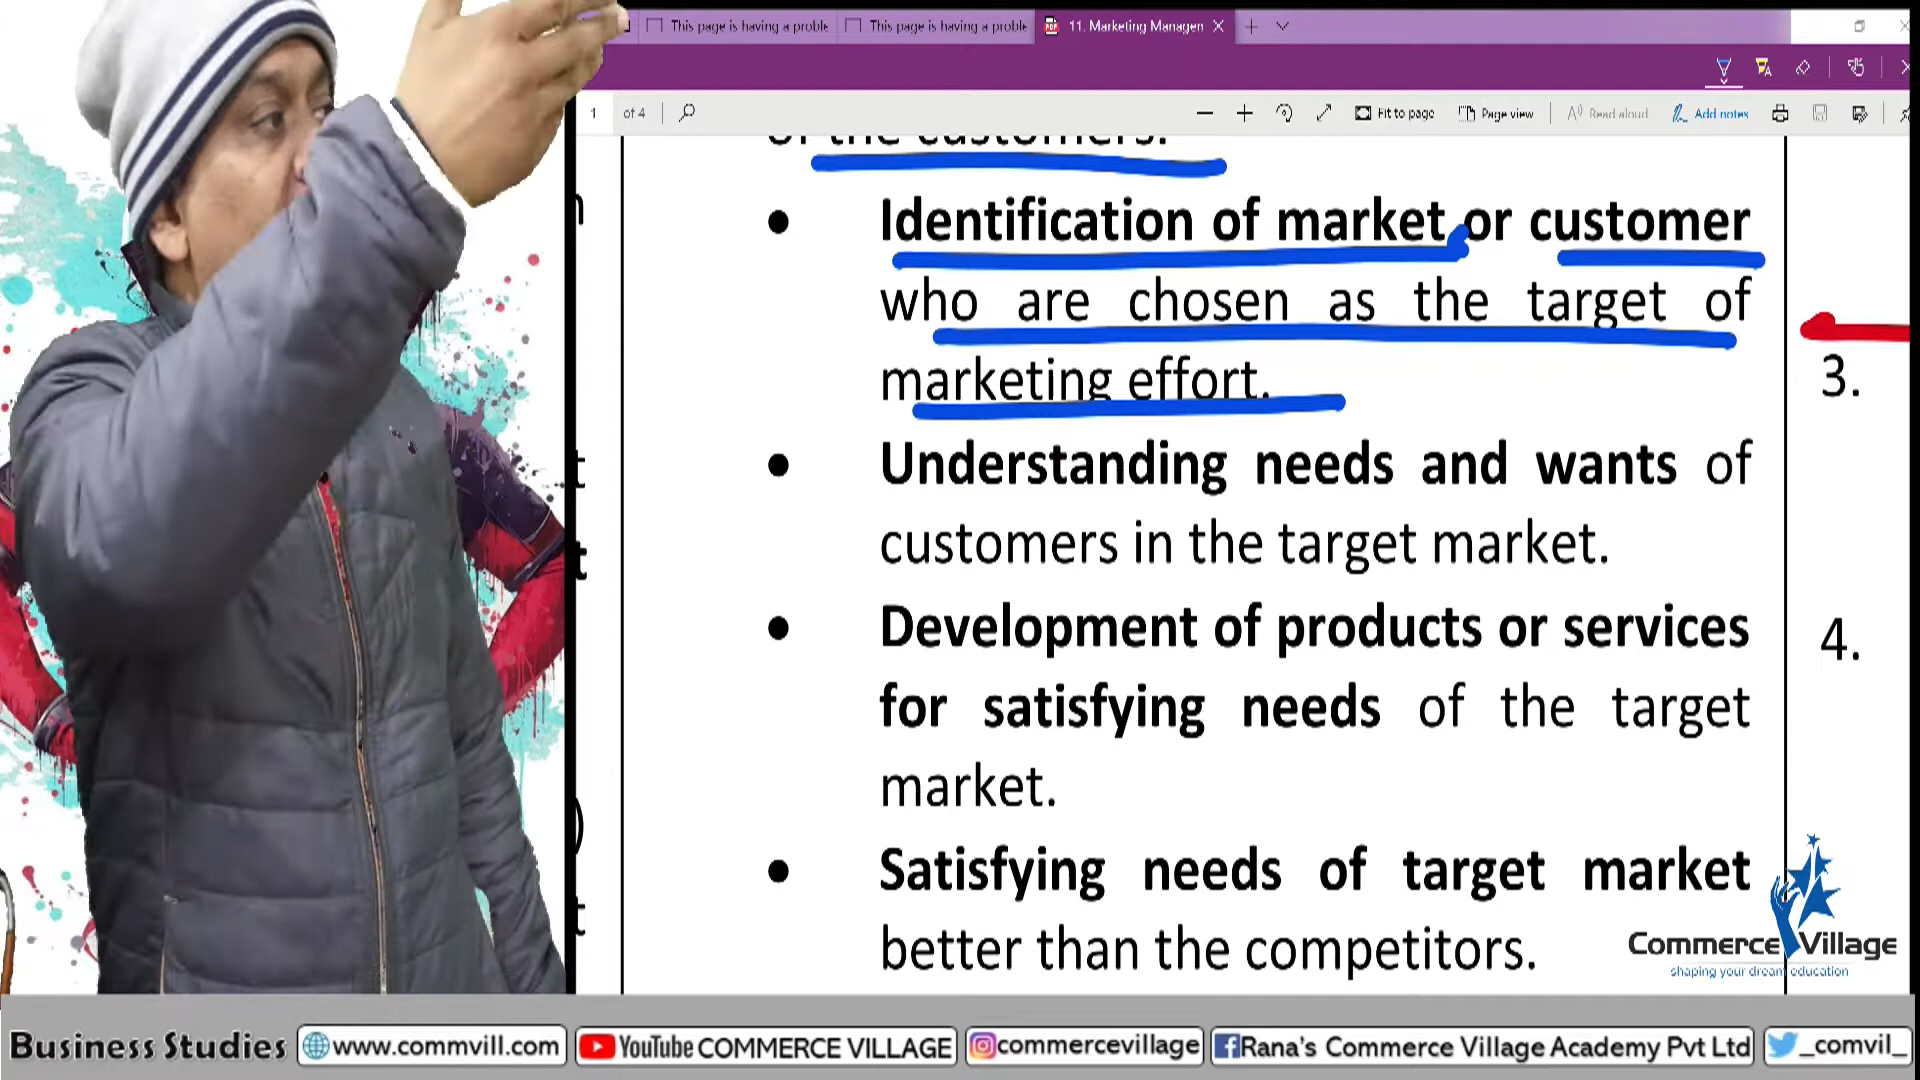 This page is having a proble
This page is having a proble
11. Marketing Managen
1 of 4
Fit to page
Page view
Read aloud
Add notes
of the customers.
• Identification of market or customer
who are chosen as the target of
marketing effort.
• Understanding needs and wants of
customers in the target market.
• Development of products or services
for satisfying needs of the target
market.
• Satisfying needs of target market
better than the competitors.
3.
4.
Commerce Village
shaping your dream education
Business Studies
www.commvill.com
YouTube COMMERCE VILLAGE
commercevillage
Rana's Commerce Village Academy Pvt Ltd
_comvil_